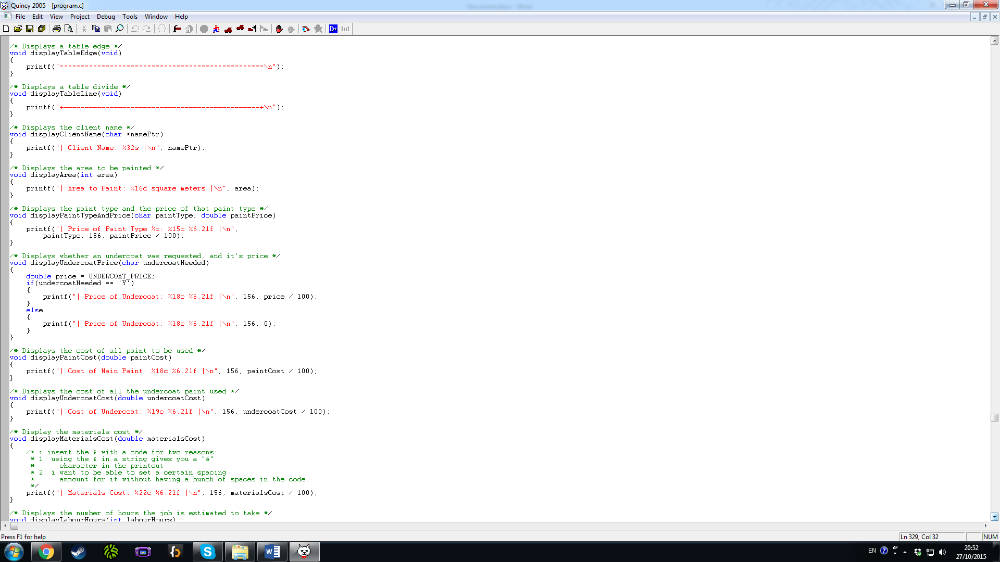 Quincy 2005 - [program.c]
File Edit View Project Debug Tools Window Help
C++ tut
/* Displays a table edge */
void displayTableEdge(void)
{
    printf("=================================================\n");
}
/* Displays a table divide */
void displayTableLine(void)
{
    printf("+-----------------------------------------------+\n");
}
/* Displays the client name */
void displayClientName(char *namePtr)
{
    printf("| Client Name: %32s |\n", namePtr);
}
/* Displays the area to be painted */
void displayArea(int area)
{
    printf("| Area to Paint: %16d square meters |\n", area);
}
/* Displays the paint type and the price of that paint type */
void displayPaintTypeAndPrice(char paintType, double paintPrice)
{
    printf("| Price of Paint Type %c: %15c %6.2lf |\n",
        paintType, 156, paintPrice / 100);
}
/* Displays whether an undercoat was requested, and it's price */
void displayUndercoatPrice(char undercoatNeeded)
{
    double price = UNDERCOAT_PRICE;
    if(undercoatNeeded == 'Y')
    {
        printf("| Price of Undercoat: %18c %6.2lf |\n", 156, price / 100);
    }
    else
    {
        printf("| Price of Undercoat: %18c %6.2lf |\n", 156, 0);
    }
}
/* Displays the cost of all paint to be used */
void displayPaintCost(double paintCost)
{
    printf("| Cost of Main Paint: %18c %6.2lf |\n", 156, paintCost / 100);
}
/* Displays the cost of all the undercoat paint used */
void displayUndercoatCost(double undercoatCost)
{
    printf("| Cost of Undercoat: %19c %6.2lf |\n", 156, undercoatCost / 100);
}
/* Display the materials cost */
void displayMaterialsCost(double materialsCost)
{
    /* i insert the £ with a code for two reasons:
     * 1: using the £ in a string gives you a "á"
     *      character in the printout
     * 2: i want to be able to set a certain spacing
     *      ammount for it without having a bunch of spaces in the code.
     */
    printf("| Materials Cost: %22c %6.2lf |\n", 156, materialsCost / 100);
}
/* Displays the number of hours the job is estimated to take */
void displayLabourHours(int labourHours)
Press F1 for help
Ln 329, Col 32
NUM
EN
20:52
27/10/2015